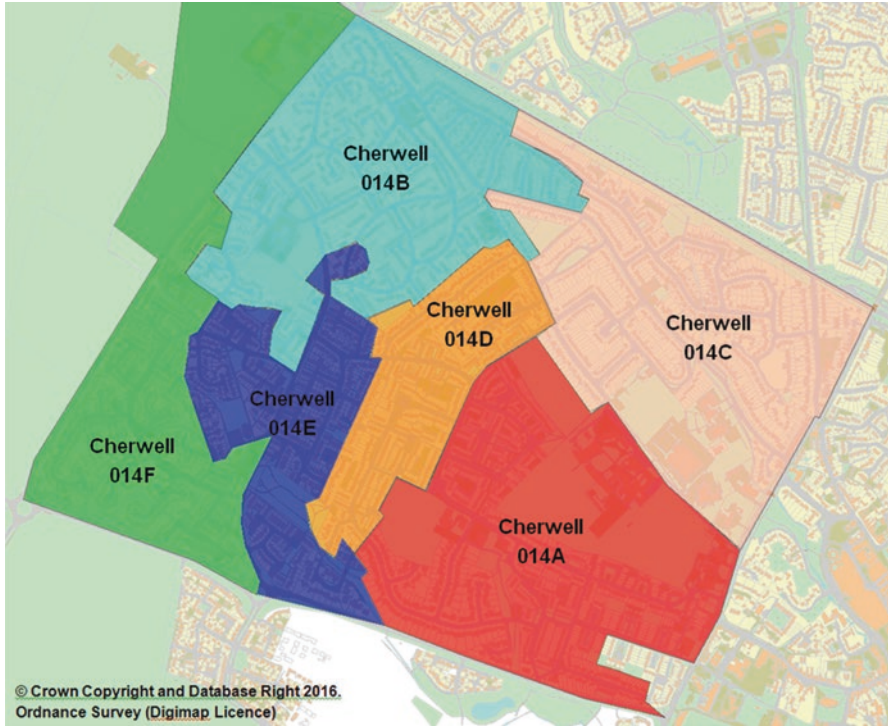 Cherwell
014B
Cherwell
014D
Cherwell
014C
Cherwell
014E
Cherwell
014F
Cherwell
014A
© Crown Copyright and Database Right 2016.
Ordnance Survey (Digimap Licence)